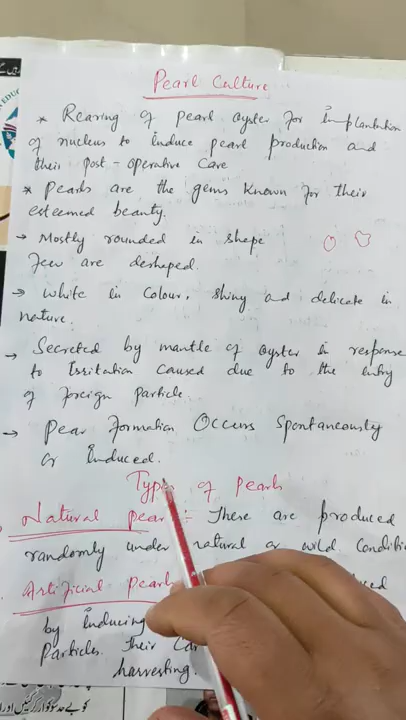 Pearl Culture
* Rearing of pearl oyster for implantation
of nucleus to induce pearl production and
their post-operative care
* Pearls are the gems known for their
esteemed beauty.
→ Mostly rounded in shape
few are deshaped.
→ White in colour, shiny and delicate in
nature.
→ Secreted by mantle of oyster in response
to Irritation caused due to the entry
of foreign particle.
→ Pear formation Occurs Spontaneously
or induced.
Types of pearls
Natural pear :- These are produced
randomly under natural or wild conditio
Artificial pearls
by inducing
Particles. Their Car
harvesting.